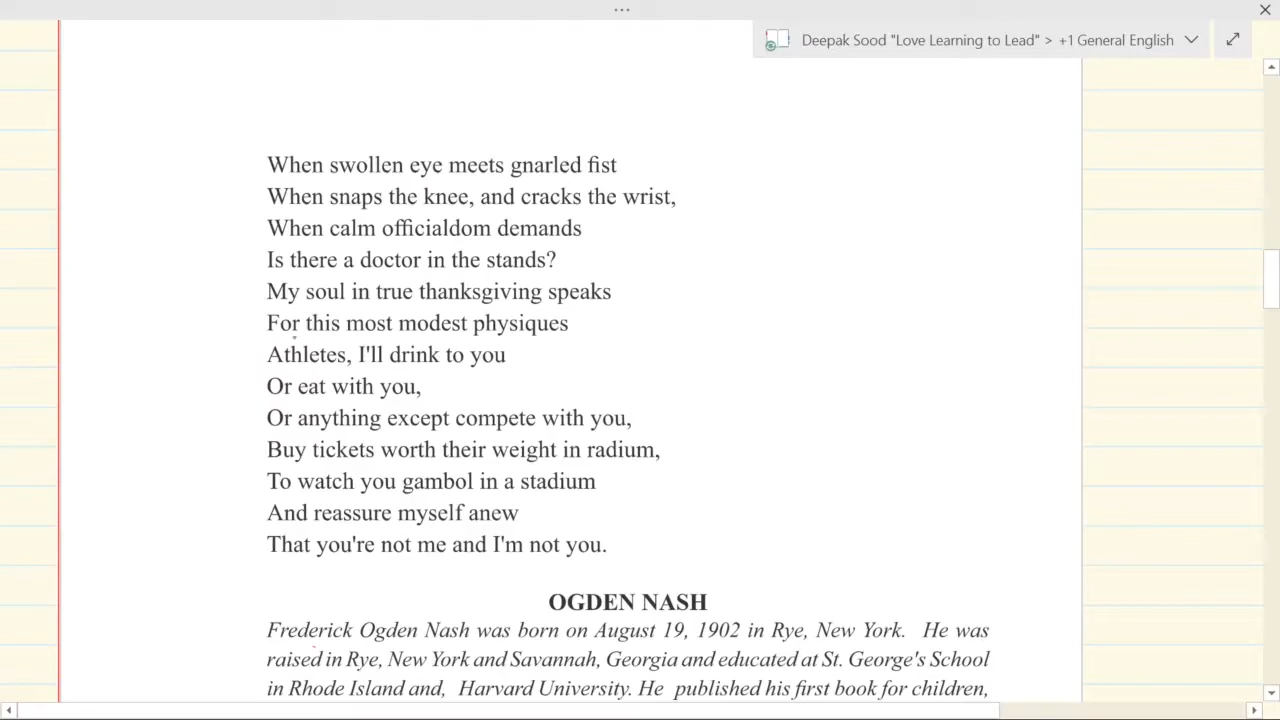 Deepak Sood "Love Learning to Lead" > +1 General English
When swollen eye meets gnarled fist
When snaps the knee, and cracks the wrist,
When calm officialdom demands
Is there a doctor in the stands?
My soul in true thanksgiving speaks
For this most modest physiques
Athletes, I'll drink to you
Or eat with you,
Or anything except compete with you,
Buy tickets worth their weight in radium,
To watch you gambol in a stadium
And reassure myself anew
That you're not me and I'm not you.
OGDEN NASH
Frederick Ogden Nash was born on August 19, 1902 in Rye, New York. He was
raised in Rye, New York and Savannah, Georgia and educated at St. George's School
in Rhode Island and, Harvard University. He published his first book for children,